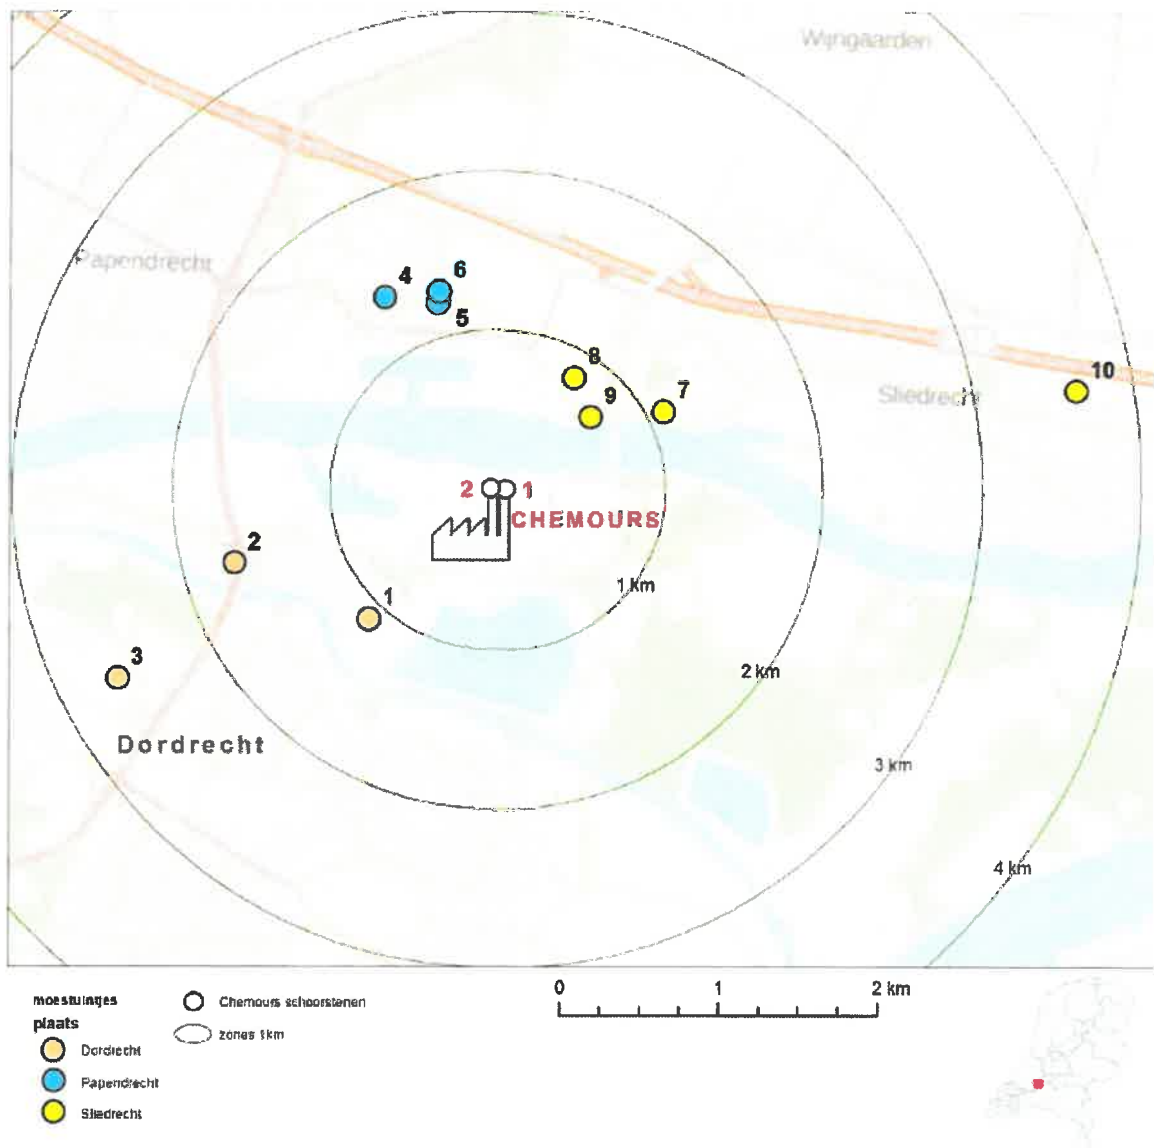 Wijngaarden
Papendrecht
4
6
5
8
9
7
10
Sliedrecht
2
1
CHEMOURS
2
1
1 km
3
2 km
Dordrecht
3 km
4 km
moestuintjes
plaats
Dordrecht
Papendrecht
Sliedrecht
Chemours schoorstenen
zones 1km
0
1
2 km